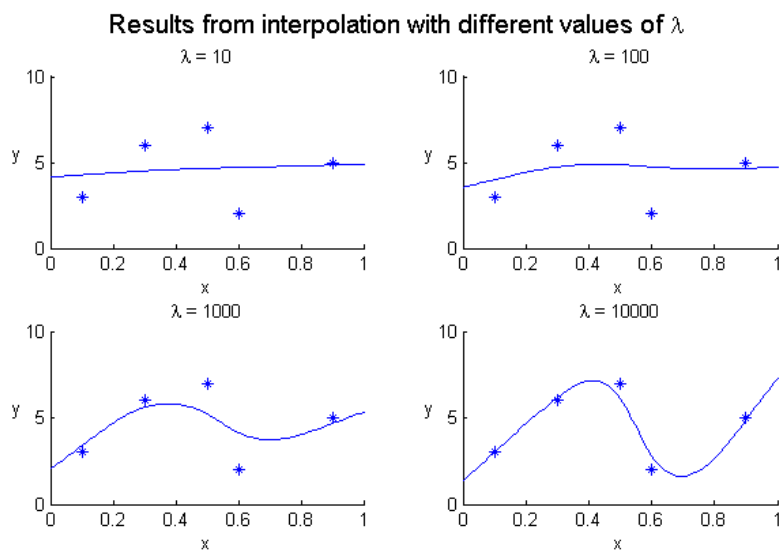 Results from interpolation with different values of λ
λ = 10
10
5
0
y
0 0.2 0.4 0.6 0.8 1
x
λ = 100
10
5
0
y
0 0.2 0.4 0.6 0.8 1
x
λ = 1000
10
5
0
y
0 0.2 0.4 0.6 0.8 1
x
λ = 10000
10
5
0
y
0 0.2 0.4 0.6 0.8 1
x